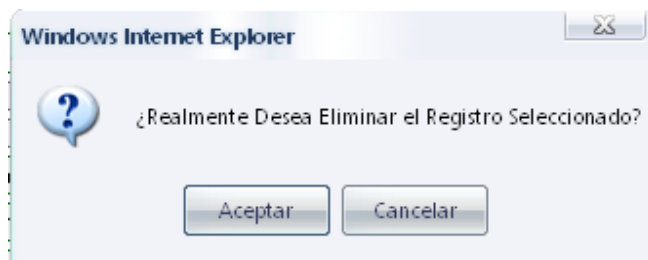 Windows Internet Explorer
¿Realmente Desea Eliminar el Registro Seleccionado?
Aceptar Cancelar